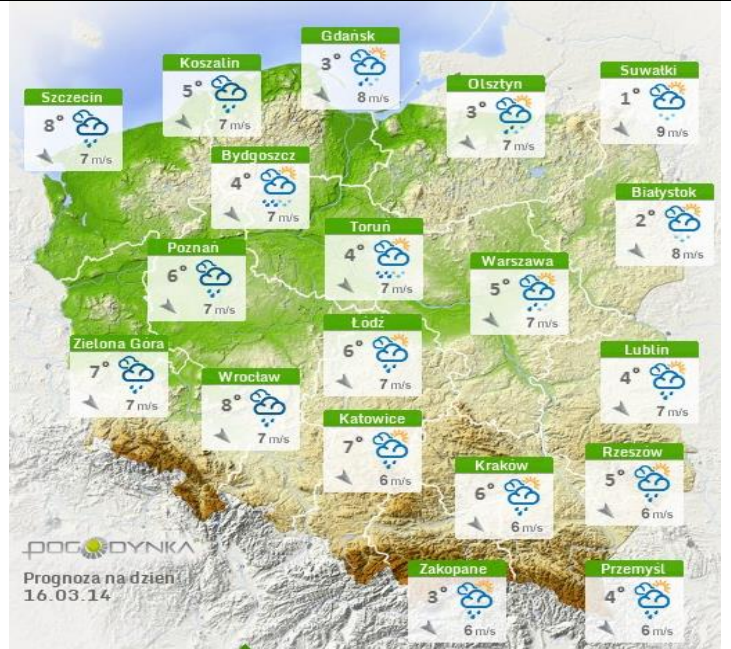 Gdańsk
3°
8 m/s
Koszalin
5°
7 m/s
Szczecin
8°
7 m/s
Olsztyn
3°
7 m/s
Suwałki
1°
9 m/s
Bydgoszcz
4°
7 m/s
Białystok
2°
8 m/s
Toruń
4°
7 m/s
Poznań
6°
7 m/s
Warszawa
5°
7 m/s
Łódź
6°
7 m/s
Zielona Góra
7°
7 m/s
Wrocław
8°
7 m/s
Lublin
4°
7 m/s
Katowice
7°
6 m/s
Kraków
6°
6 m/s
Rzeszów
5°
6 m/s
POGODYNKA
Prognoza na dzień
16.03.14
Zakopane
3°
6 m/s
Przemyśl
4°
6 m/s